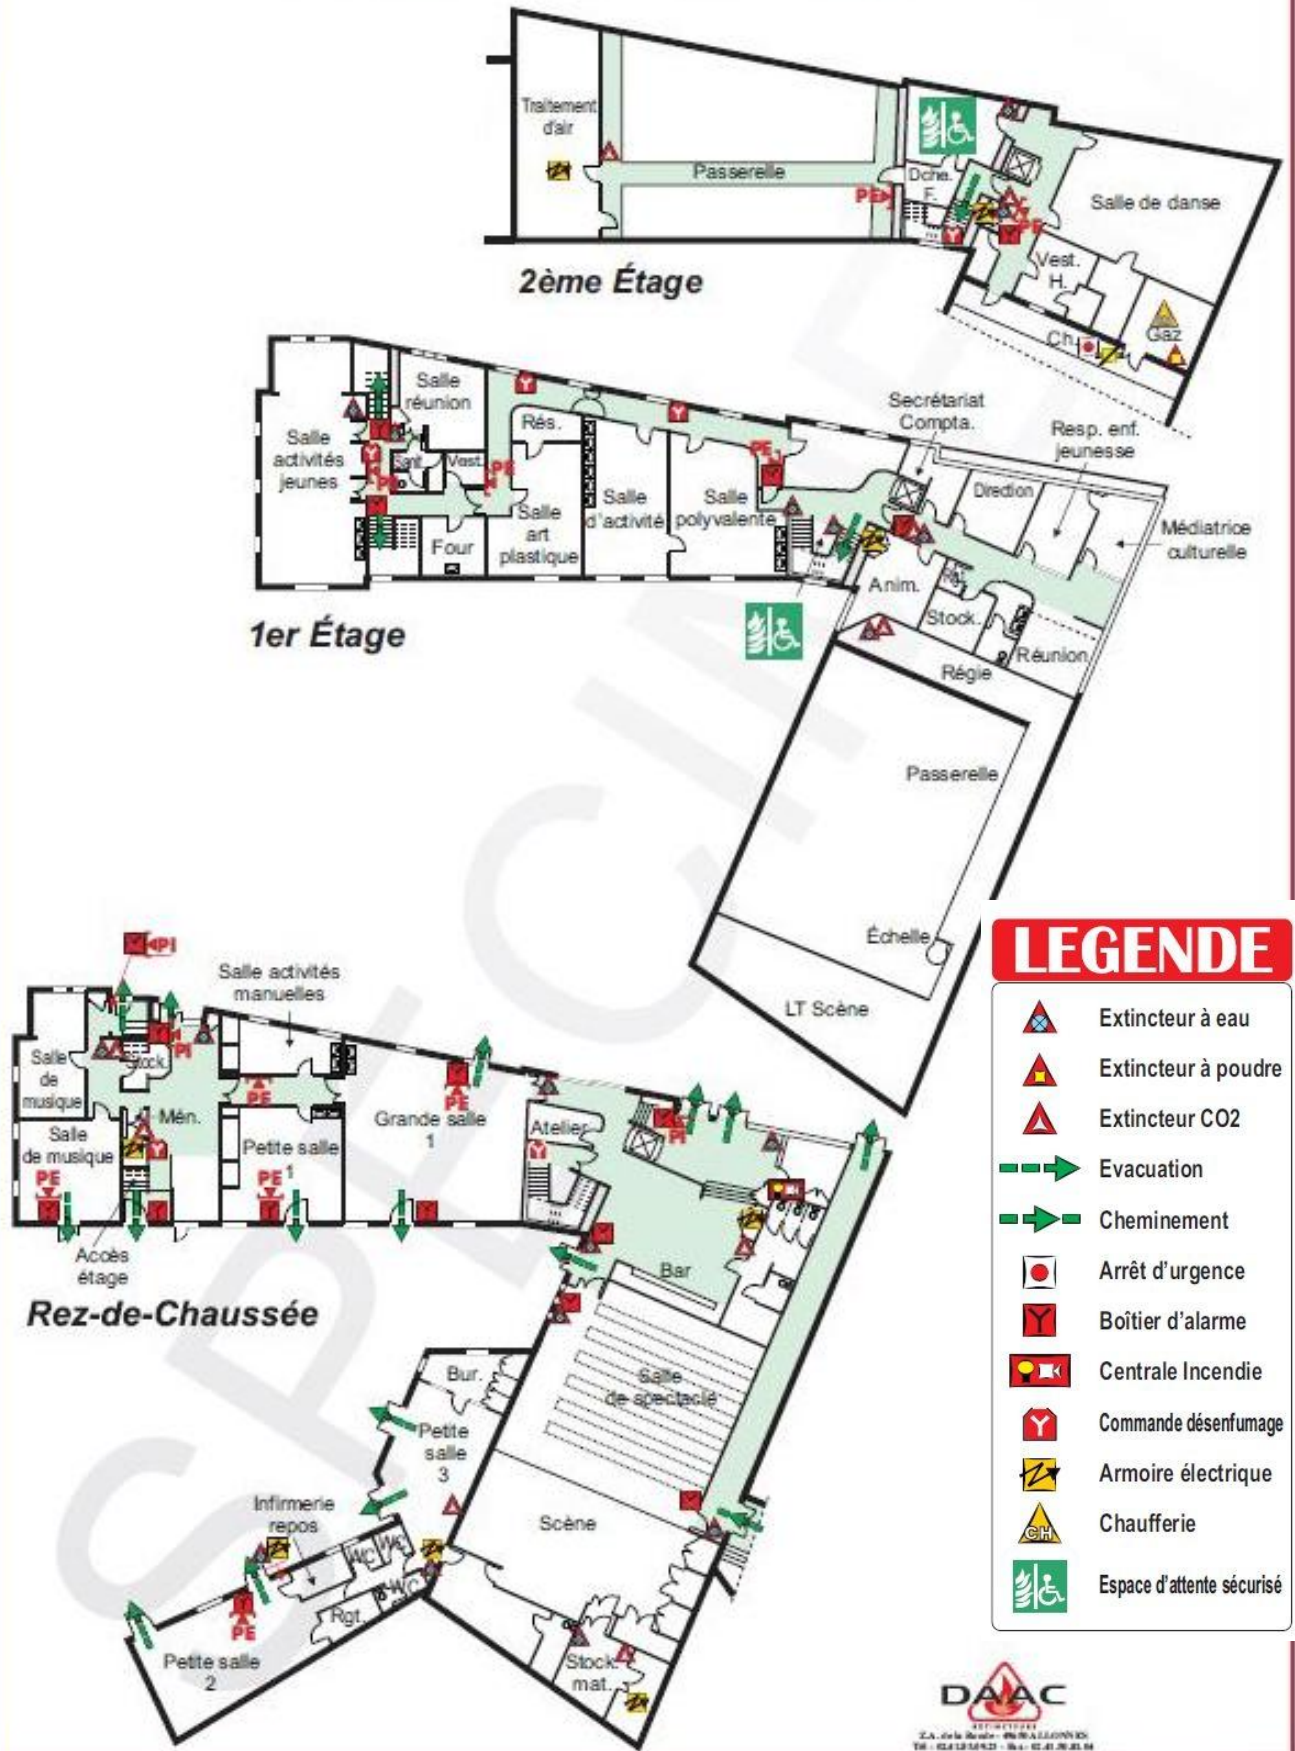 Traitement
d'air
Passerelle
PE
Dche.
F.
PE
Salle de danse
Vest.
H.
Ch.
Gaz
2ème Étage
Salle
réunion
Salle
activités
jeunes
Sanit.
Vest.
PE
PE
Rés.
Four
Salle
art
plastique
Salle
d'activité
Salle
polyvalente
PE
Secrétariat
Compta.
Resp. enf.
jeunesse
Direction
Médiatrice
culturelle
Anim.
Stock.
Réunion
Régie
1er Étage
Passerelle
Échelle
LT Scène
SPECIMEN
PI
Salle activités
manuelles
Salle
de
musique
Stock.
PI
Mén.
PE
Salle
de musique
PE
Petite salle
1
PE
Grande salle
1
PE
Atelier
PI
Bar
Accès
étage
Rez-de-Chaussée
Salle
de spectacle
Bur.
Petite
salle
3
Scène
Infirmerie
repos
WC
WC
WC
Rgt.
PE
Petite salle
2
Stock.
mat.
LEGENDE
Extincteur à eau
Extincteur à poudre
Extincteur CO2
Evacuation
Cheminement
Arrêt d'urgence
Boîtier d'alarme
Centrale Incendie
Commande désenfumage
Armoire électrique
CH
Chaufferie
Espace d'attente sécurisé
DAAC
EXTINCTEURS